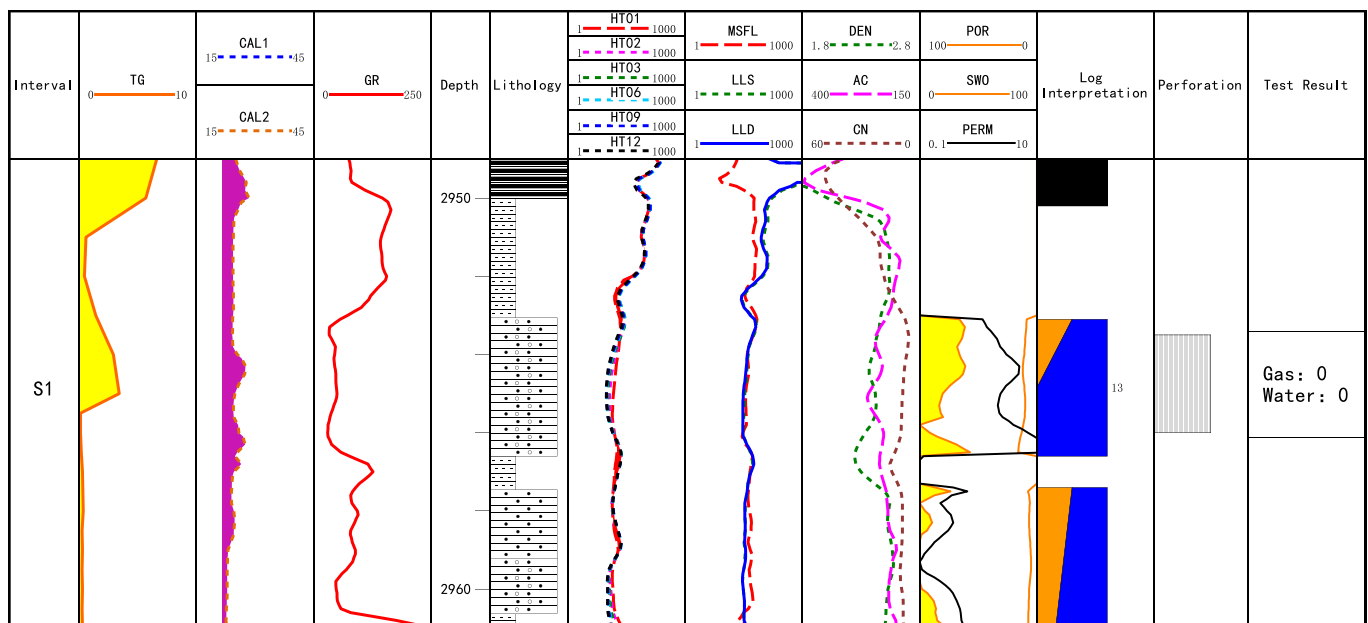 Interval
TG
0 10
CAL1
15 45
CAL2
15 45
GR
0 250
Depth
Lithology
HT01
1 1000
HT02
1 1000
HT03
1 1000
HT06
1 1000
HT09
1 1000
HT12
1 1000
MSFL
1 1000
LLS
1 1000
LLD
1 1000
DEN
1.8 2.8
AC
400 150
CN
60 0
POR
100 0
SWO
0 100
PERM
0.1 10
Log
Interpretation
Perforation
Test Result
S1
2950
2960
13
Gas: 0
Water: 0